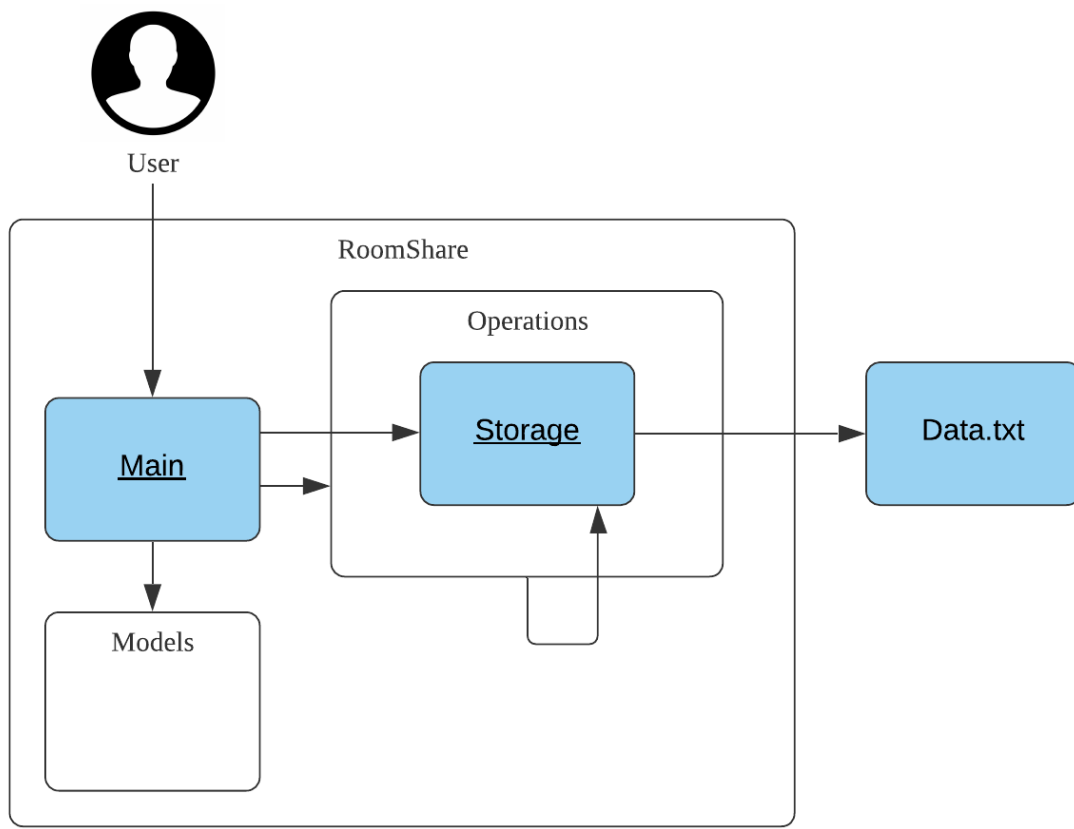 User
RoomShare
Operations
Storage
Data.txt
Main
Models